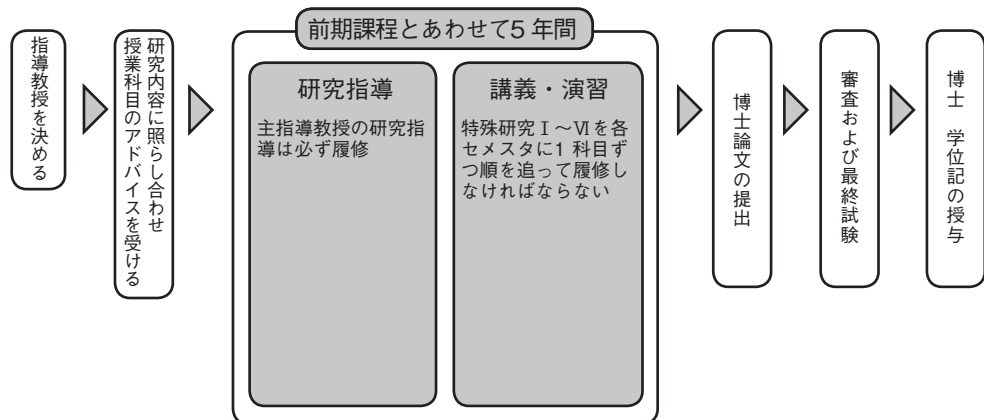 指導教授を決める
研究内容に照らし合わせ
授業科目のアドバイスを受ける
前期課程とあわせて5年間
研究指導
主指導教授の研究指
導は必ず履修
講義・演習
特殊研究Ⅰ～Ⅵを各
セメスタに1科目ず
つ順を追って履修し
なければならない
博士論文の提出
審査および最終試験
博士 学位記の授与